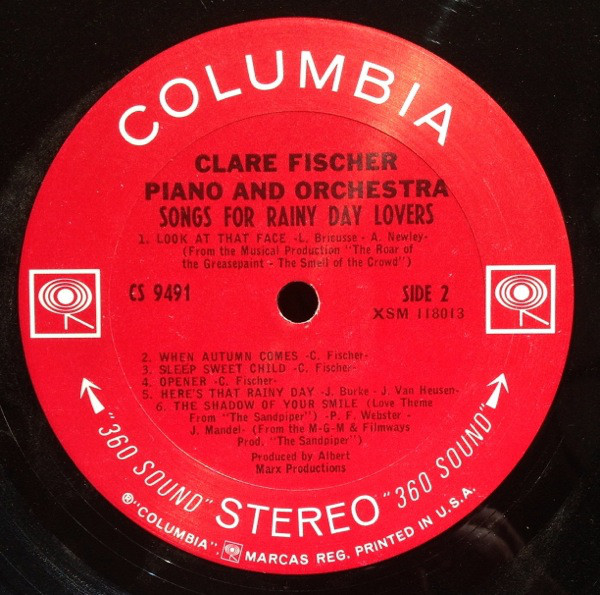 COLUMBIA
CLARE FISCHER
PIANO AND ORCHESTRA
SONGS FOR RAINY DAY LOVERS
1. LOOK AT THAT FACE -L. Bricusse - A. Newley-
(From the Musical Production "The Roar of
the Greasepaint - The Smell of the Crowd")
CS 9491
SIDE 2
XSM 118013
2. WHEN AUTUMN COMES -C. Fischer-
3. SLEEP SWEET CHILD -C. Fischer-
4. OPENER -C. Fischer-
5. HERE'S THAT RAINY DAY -J. Burke - J. Van Heusen-
6. THE SHADOW OF YOUR SMILE (Love Theme
From "The Sandpiper") -P. F. Webster -
J. Mandel- (From the M-G-M & Filmways
Prod. "The Sandpiper")
Produced by Albert
Marx Productions
"360 SOUND" STEREO "360 SOUND"
® "COLUMBIA". MARCAS REG. PRINTED IN U.S.A.